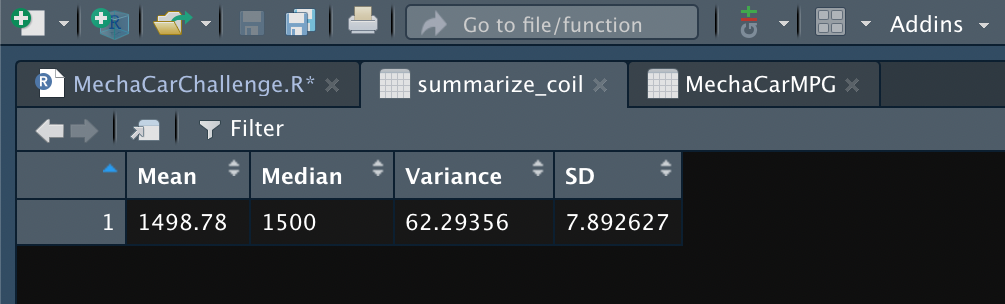 Go to file/function Addins
MechaCarChallenge.R* summarize_coil MechaCarMPG
Filter
Mean Median Variance SD
1 1498.78 1500 62.29356 7.892627